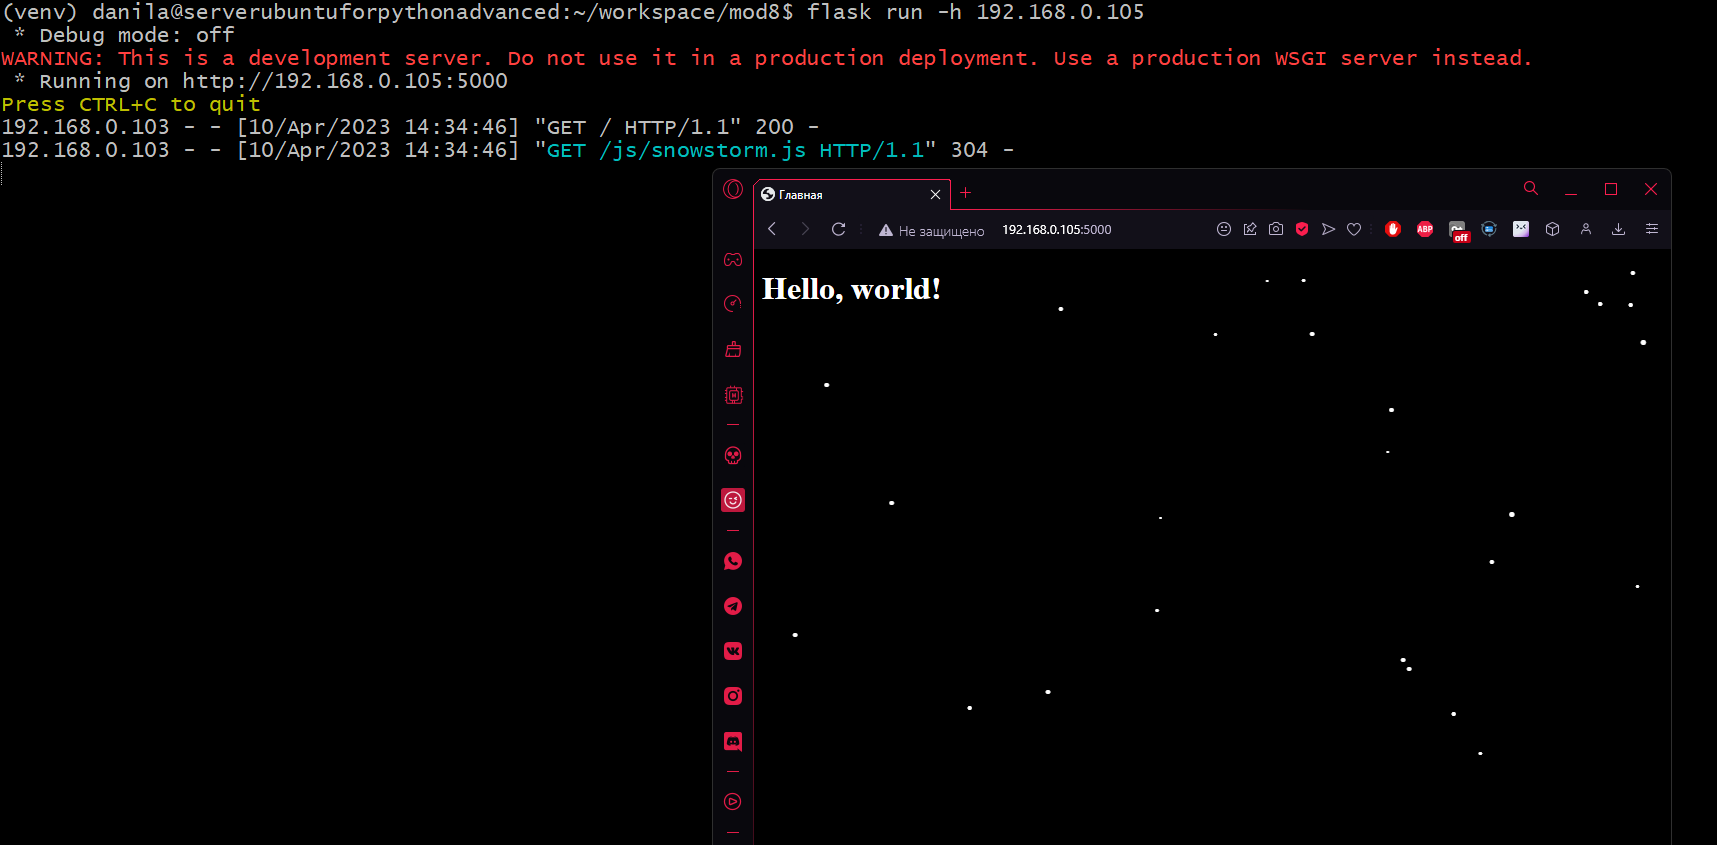 (venv) danila@serverubuntuforpythonadvanced:~/workspace/mod8$ flask run -h 192.168.0.105
 * Debug mode: off
WARNING: This is a development server. Do not use it in a production deployment. Use a production WSGI server instead.
 * Running on http://192.168.0.105:5000
Press CTRL+C to quit
192.168.0.103 - - [10/Apr/2023 14:34:46] "GET / HTTP/1.1" 200 -
192.168.0.103 - - [10/Apr/2023 14:34:46] "GET /js/snowstorm.js HTTP/1.1" 304 -
Главная
Не защищено 192.168.0.105:5000
ABP
off
Hello, world!